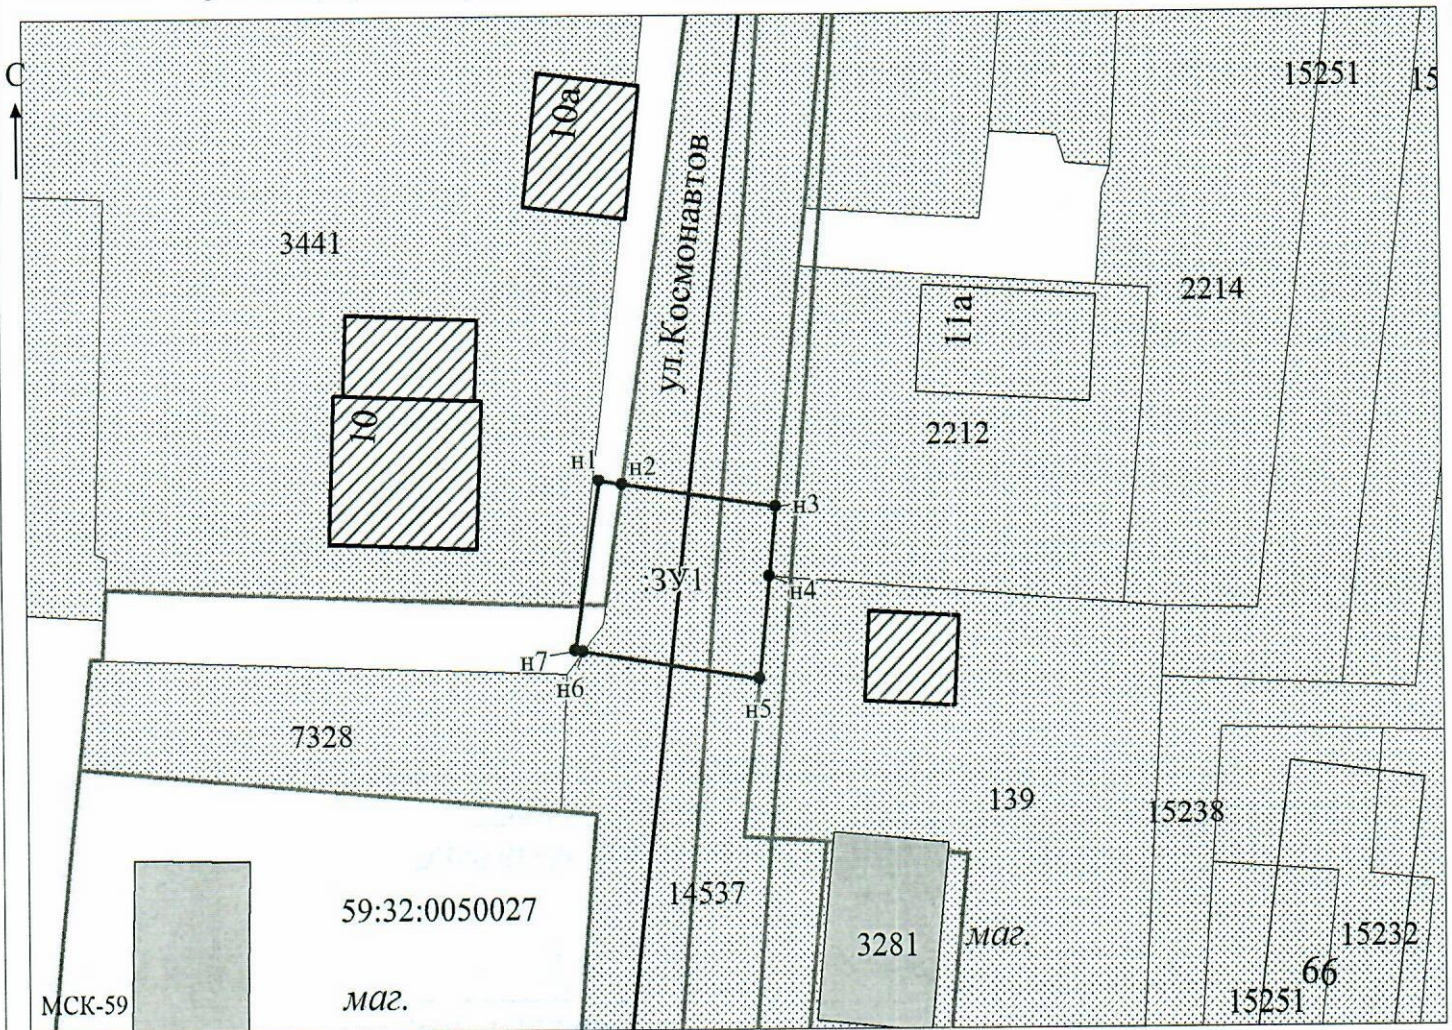 С
15251
15
10а
ул.Космонавтов
3441
2214
11а
10
2212
н1
н2
н3
:ЗУ1
н4
н7
н6
н5
7328
139
15238
14537
59:32:0050027
3281
маг.
15232
66
15251
МСК-59
маг.